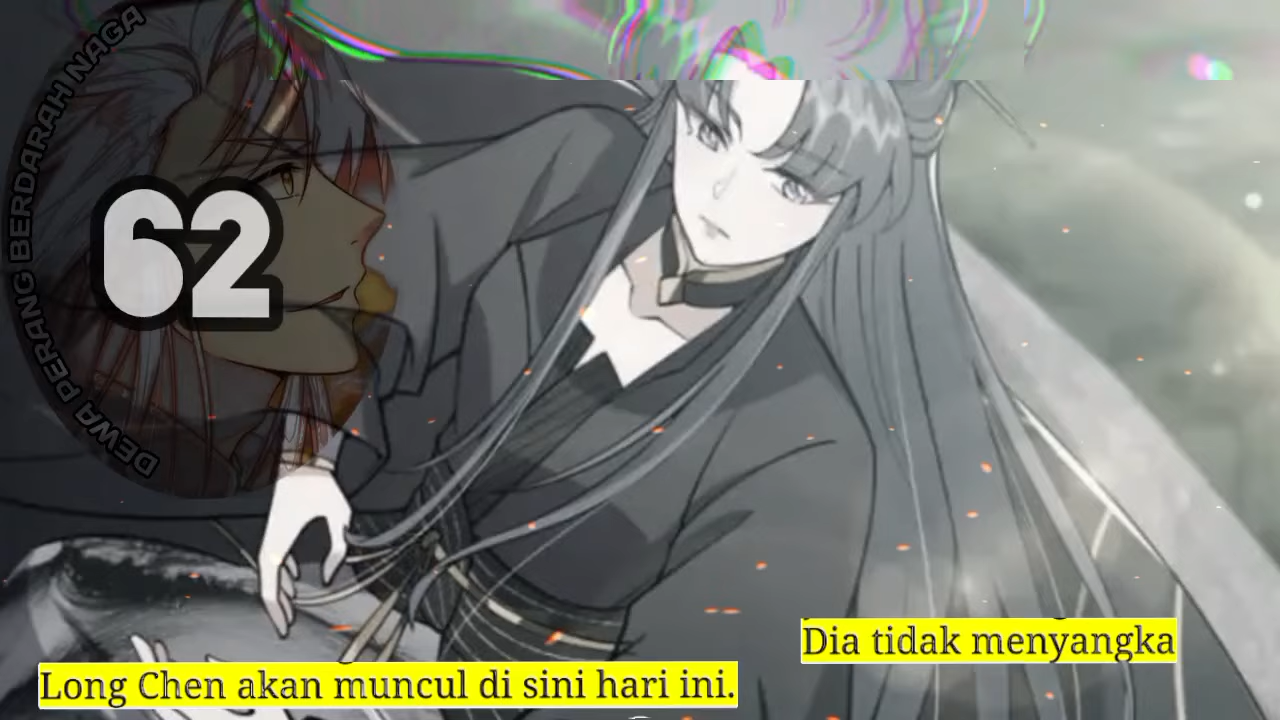 DEWA PERANG BERDARAH NAGA
62
Dia tidak menyangka
Long Chen akan muncul di sini hari ini.